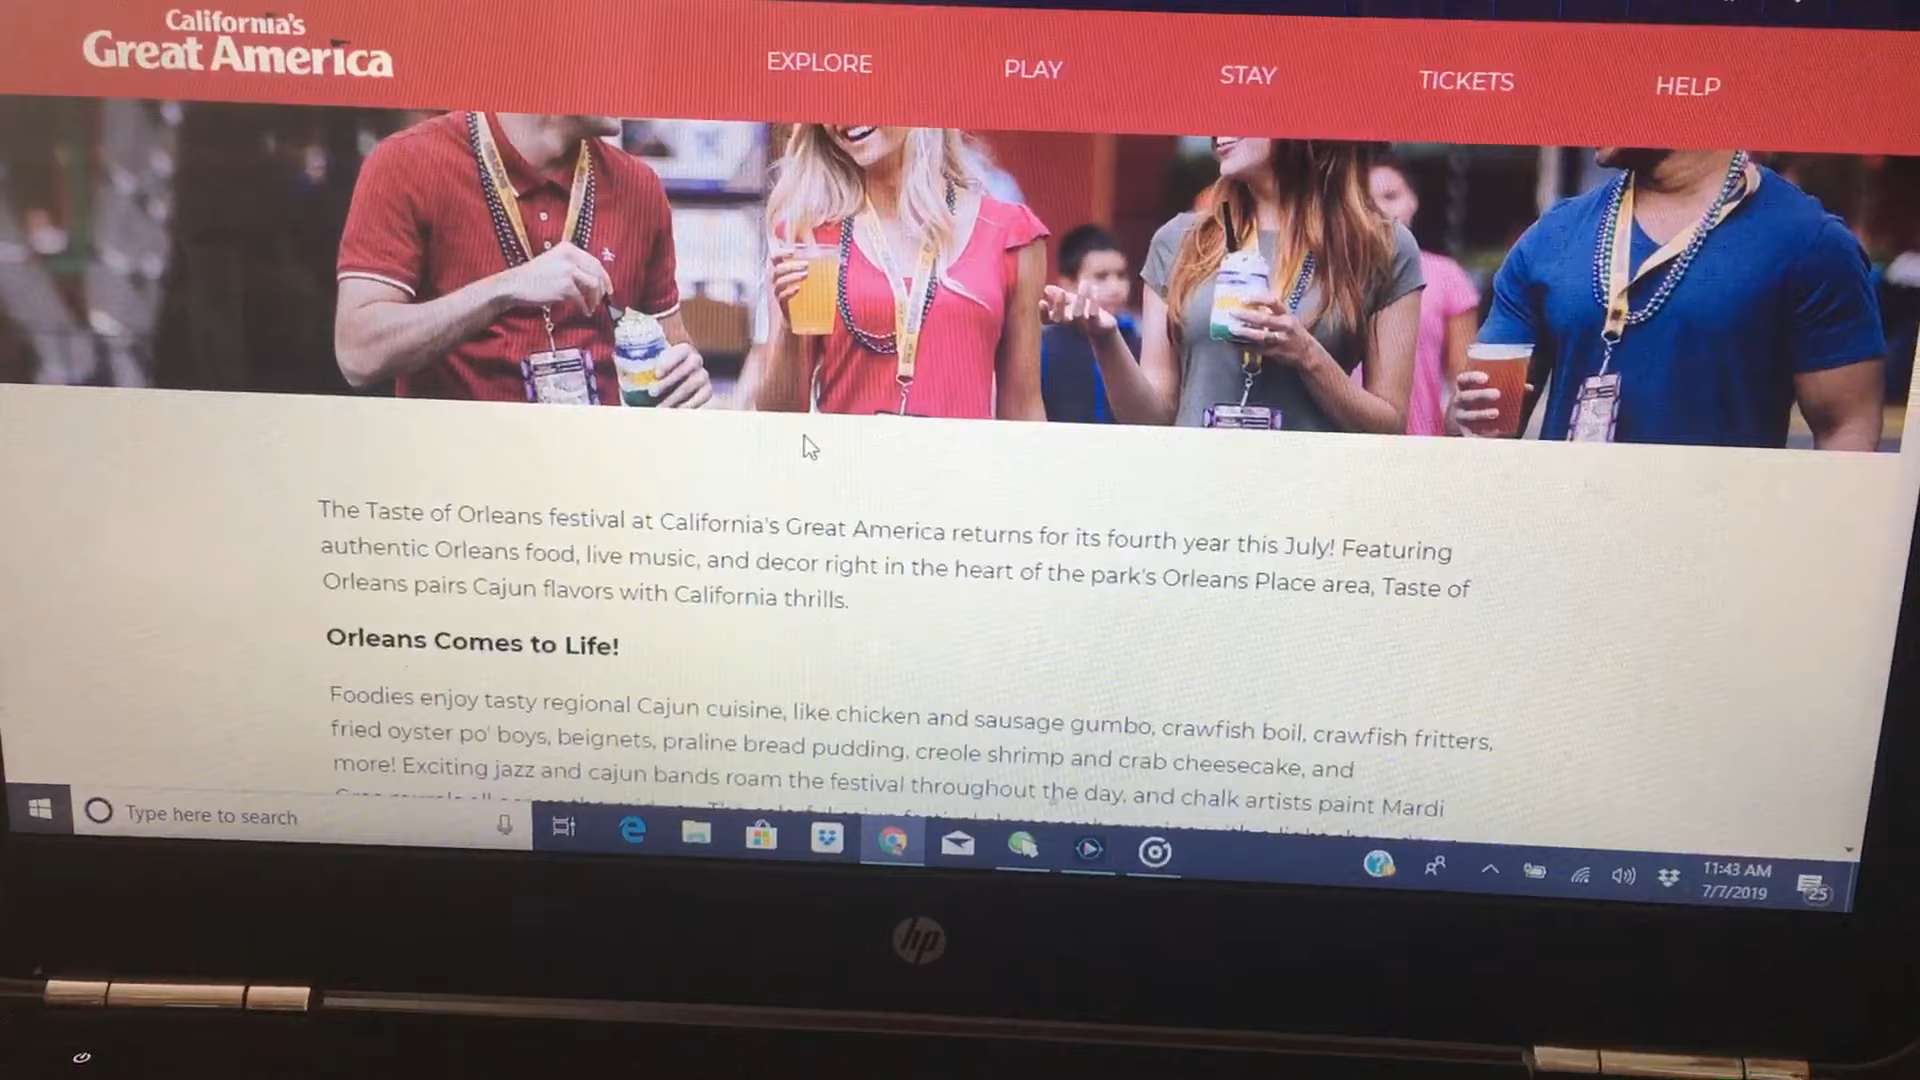 California's
Great America
EXPLORE PLAY STAY TICKETS HELP
The Taste of Orleans festival at California's Great America returns for its fourth year this July! Featuring
authentic Orleans food, live music, and decor right in the heart of the park's Orleans Place area, Taste of
Orleans pairs Cajun flavors with California thrills.
Orleans Comes to Life!
Foodies enjoy tasty regional Cajun cuisine, like chicken and sausage gumbo, crawfish boil, crawfish fritters,
fried oyster po' boys, beignets, praline bread pudding, creole shrimp and crab cheesecake, and
more! Exciting jazz and cajun bands roam the festival throughout the day, and chalk artists paint Mardi
Type here to search
11:43 AM
7/7/2019
25
hp